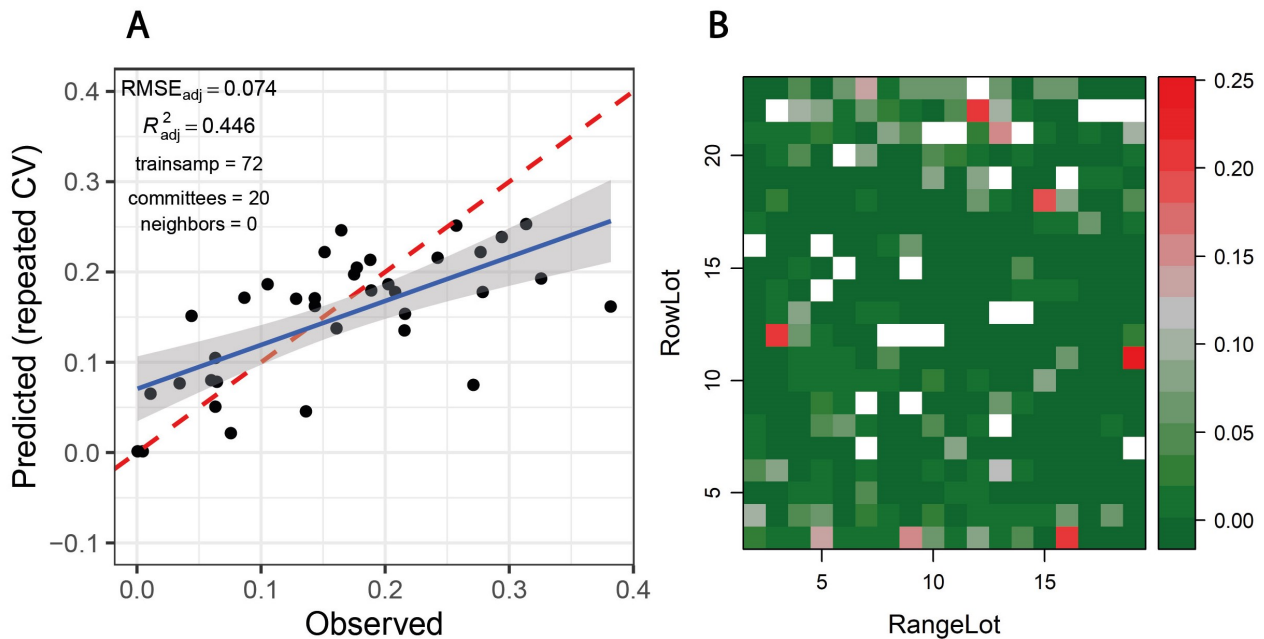 A
RMSEadj = 0.074
R²adj = 0.446
trainsamp = 72
committees = 20
neighbors = 0
Predicted (repeated CV)
0.4
0.3
0.2
0.1
0.0
−0.1
0.0 0.1 0.2 0.3 0.4
Observed
B
RowLot
20
15
10
5
5 10 15
RangeLot
0.25
0.20
0.15
0.10
0.05
0.00